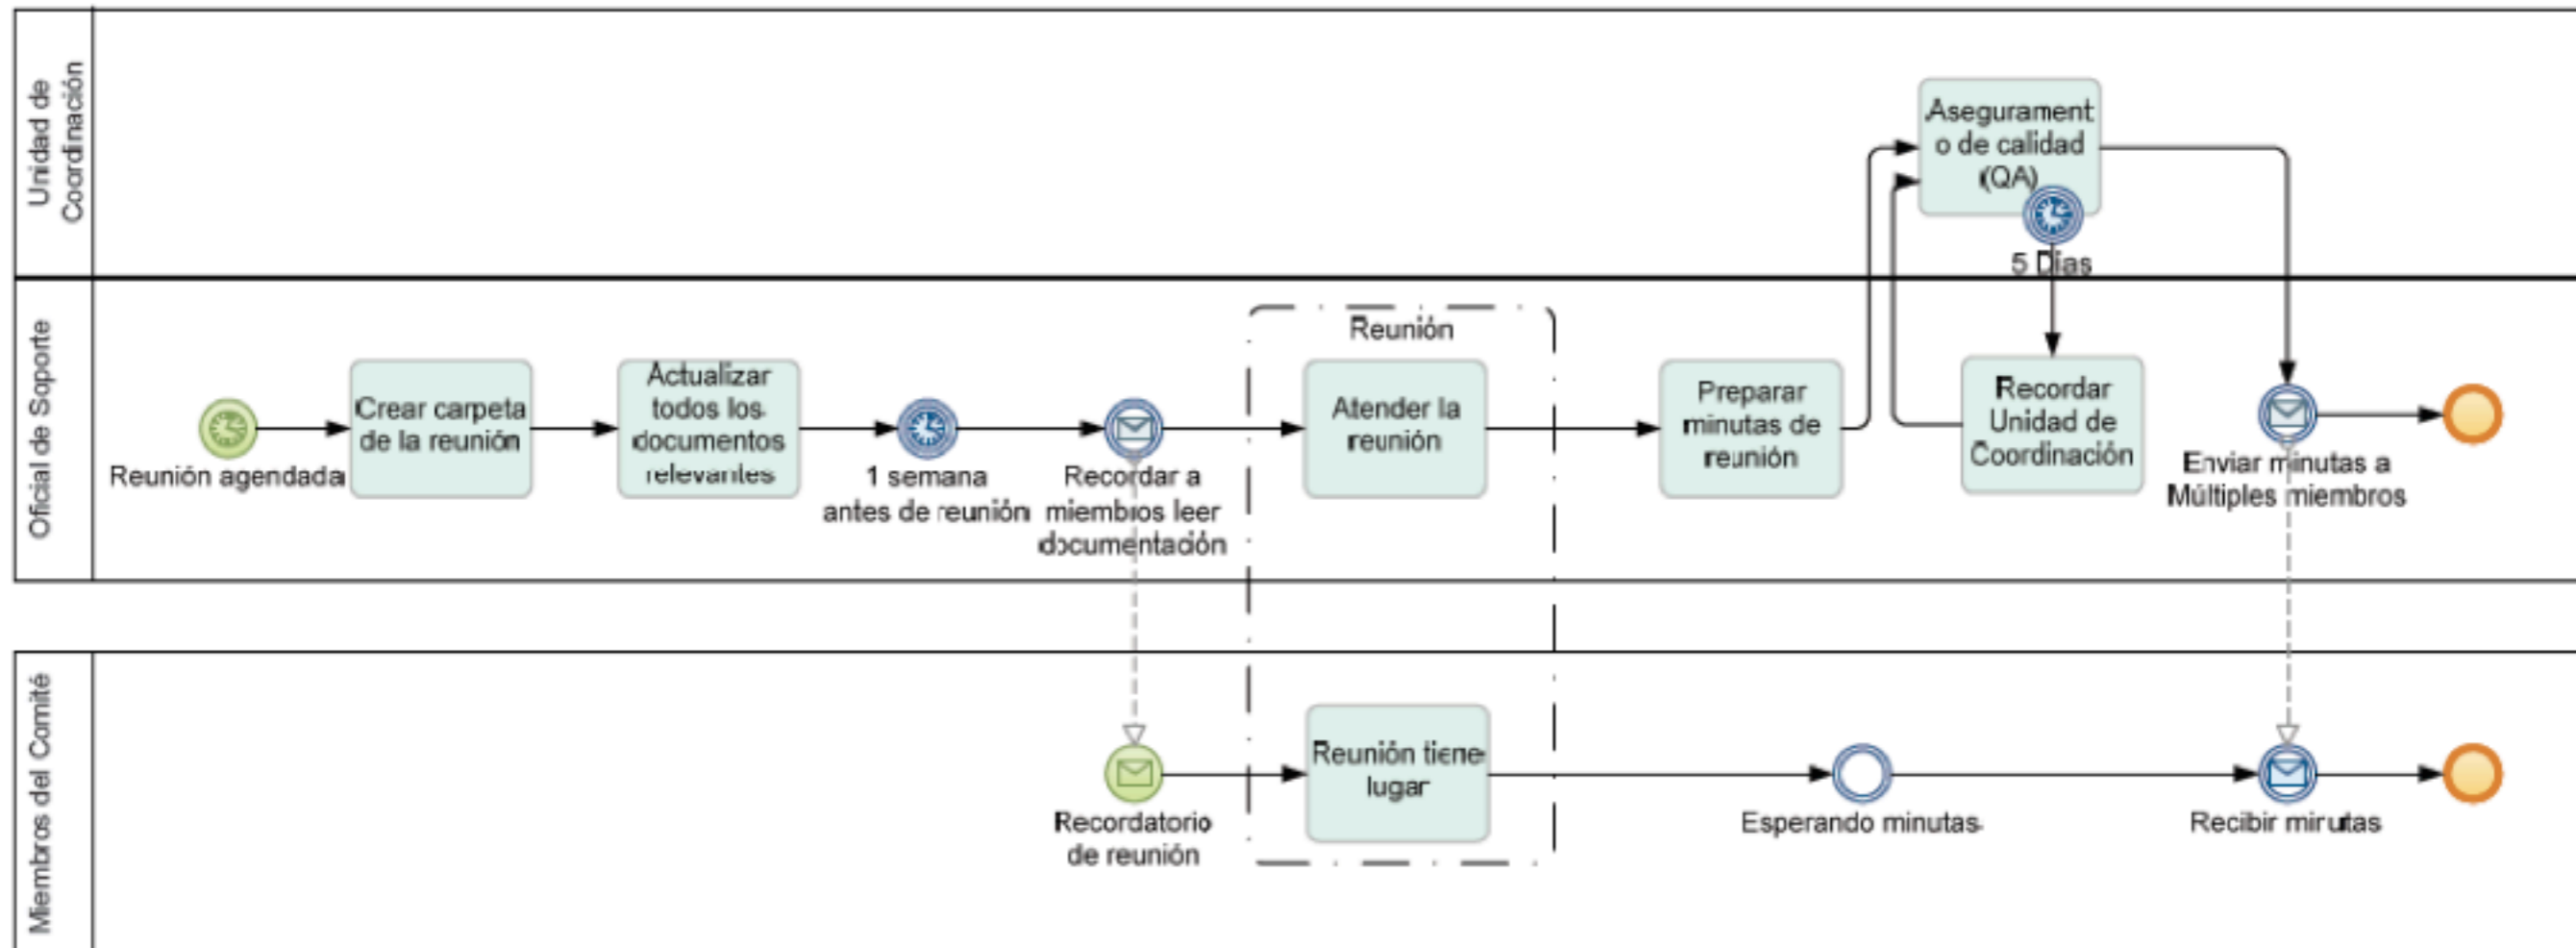 Unidad de
Coordinación
Asegurament
o de calidad
(QA)
5 Días
Oficial de Soporte
Reunión agendada
Crear carpeta
de la reunión
Actualizar
todos los
documentos
relevantes
1 semana
antes de reunión
Recordar a
miembros leer
documentación
Reunión
Atender la
reunión
Preparar
minutas de
reunión
Recordar
Unidad de
Coordinación
Enviar minutas a
Múltiples miembros
Miembros del Comité
Recordatorio
de reunión
Reunión tiene
lugar
Esperando minutas
Recibir minutas